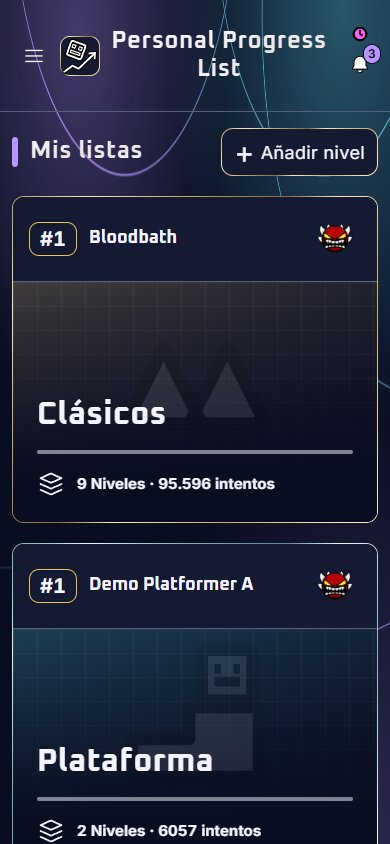 Personal Progress
List
3
Mis listas
+ Añadir nivel
#1 Bloodbath
Clásicos
9 Niveles · 95.596 intentos
#1 Demo Platformer A
Plataforma
2 Niveles · 6057 intentos